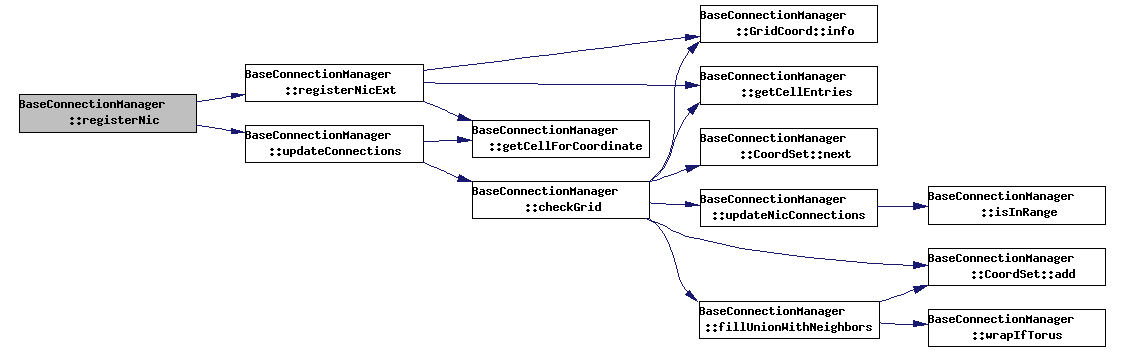 BaseConnectionManager
::registerNic
BaseConnectionManager
::registerNicExt
BaseConnectionManager
::updateConnections
BaseConnectionManager
::getCellForCoordinate
BaseConnectionManager
::checkGrid
BaseConnectionManager
::GridCoord::info
BaseConnectionManager
::getCellEntries
BaseConnectionManager
::CoordSet::next
BaseConnectionManager
::updateNicConnections
BaseConnectionManager
::fillUnionWithNeighbors
BaseConnectionManager
::isInRange
BaseConnectionManager
::CoordSet::add
BaseConnectionManager
::wrapIfTorus